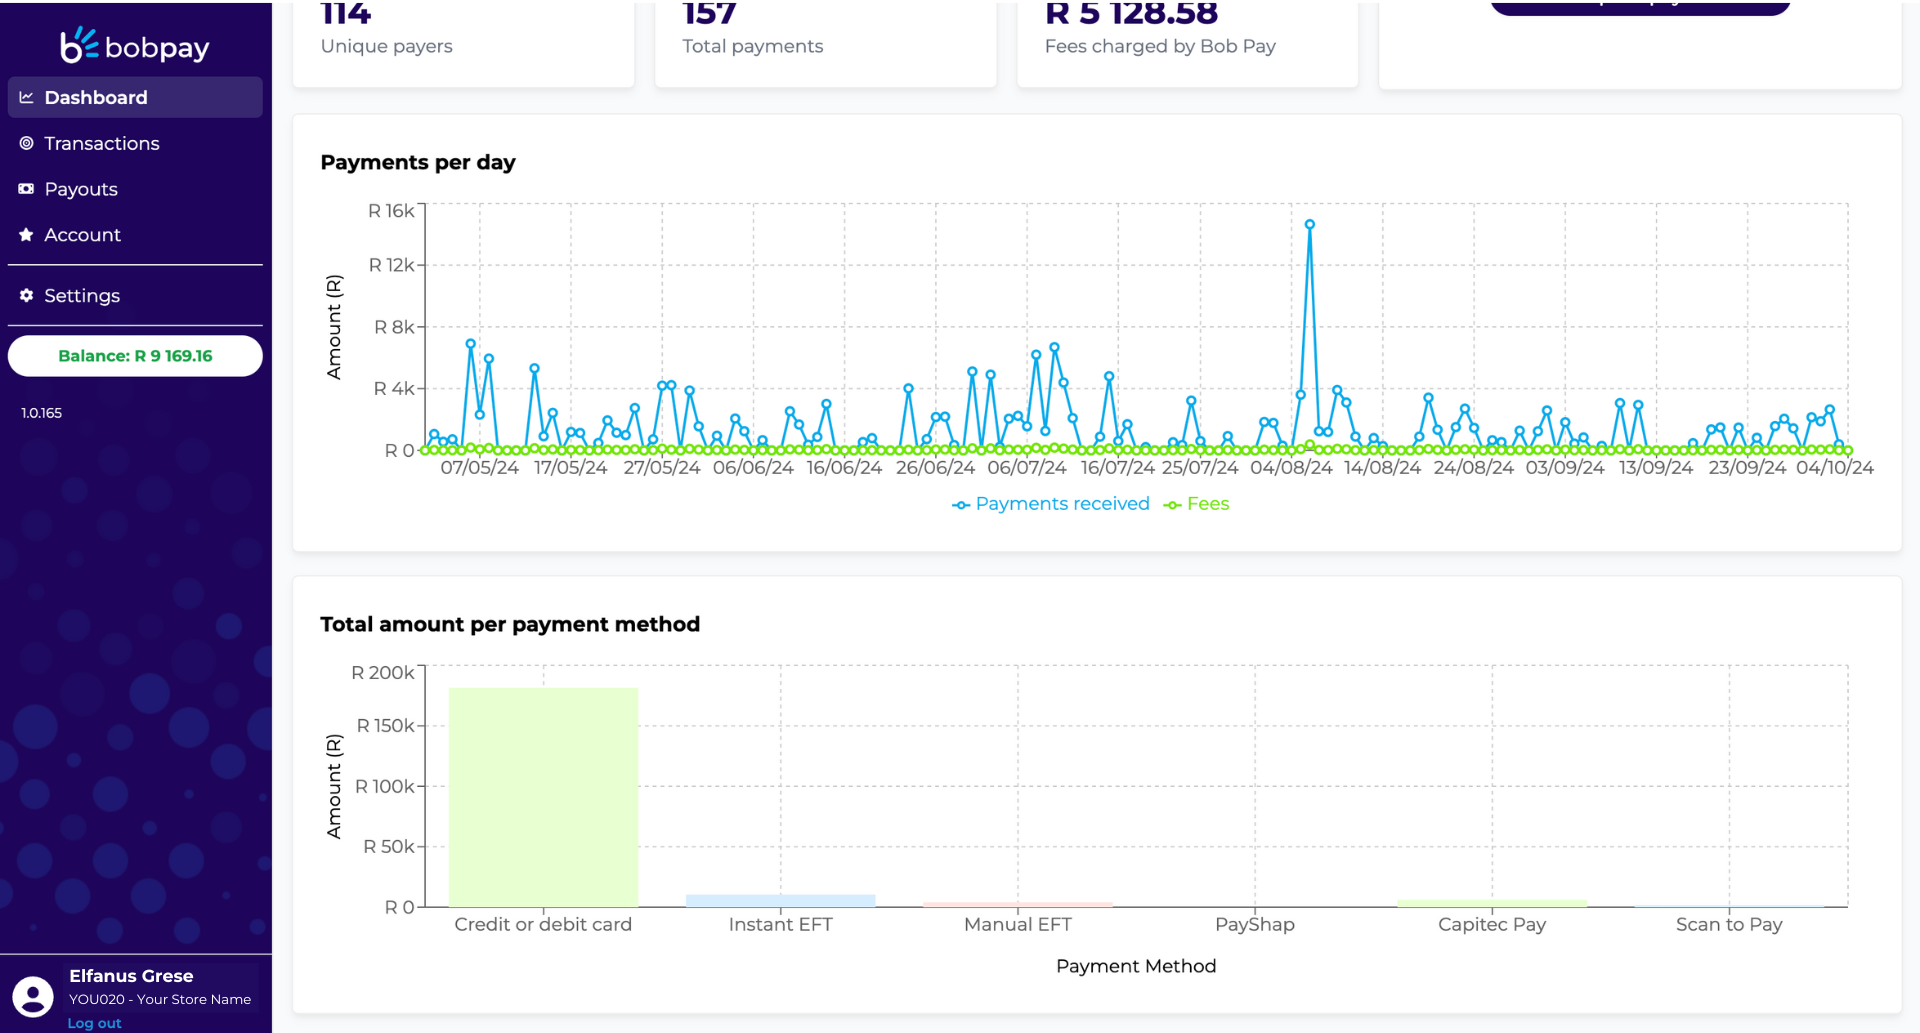 114
Unique payers
157
Total payments
R 5 128.58
Fees charged by Bob Pay
bobpay
Dashboard
Transactions
Payouts
Account
Settings
Balance: R 9 169.16
1.0.165
Elfanus Grese
YOU020 - Your Store Name
Log out
Payments per day
Amount (R)
R 16k
R 12k
R 8k
R 4k
R 0
07/05/24 17/05/24 27/05/24 06/06/24 16/06/24 26/06/24 06/07/24 16/07/24 25/07/24 04/08/24 14/08/24 24/08/24 03/09/24 13/09/24 23/09/24 04/10/24
Payments received Fees
Total amount per payment method
Amount (R)
R 200k
R 150k
R 100k
R 50k
R 0
Credit or debit card Instant EFT Manual EFT PayShap Capitec Pay Scan to Pay
Payment Method